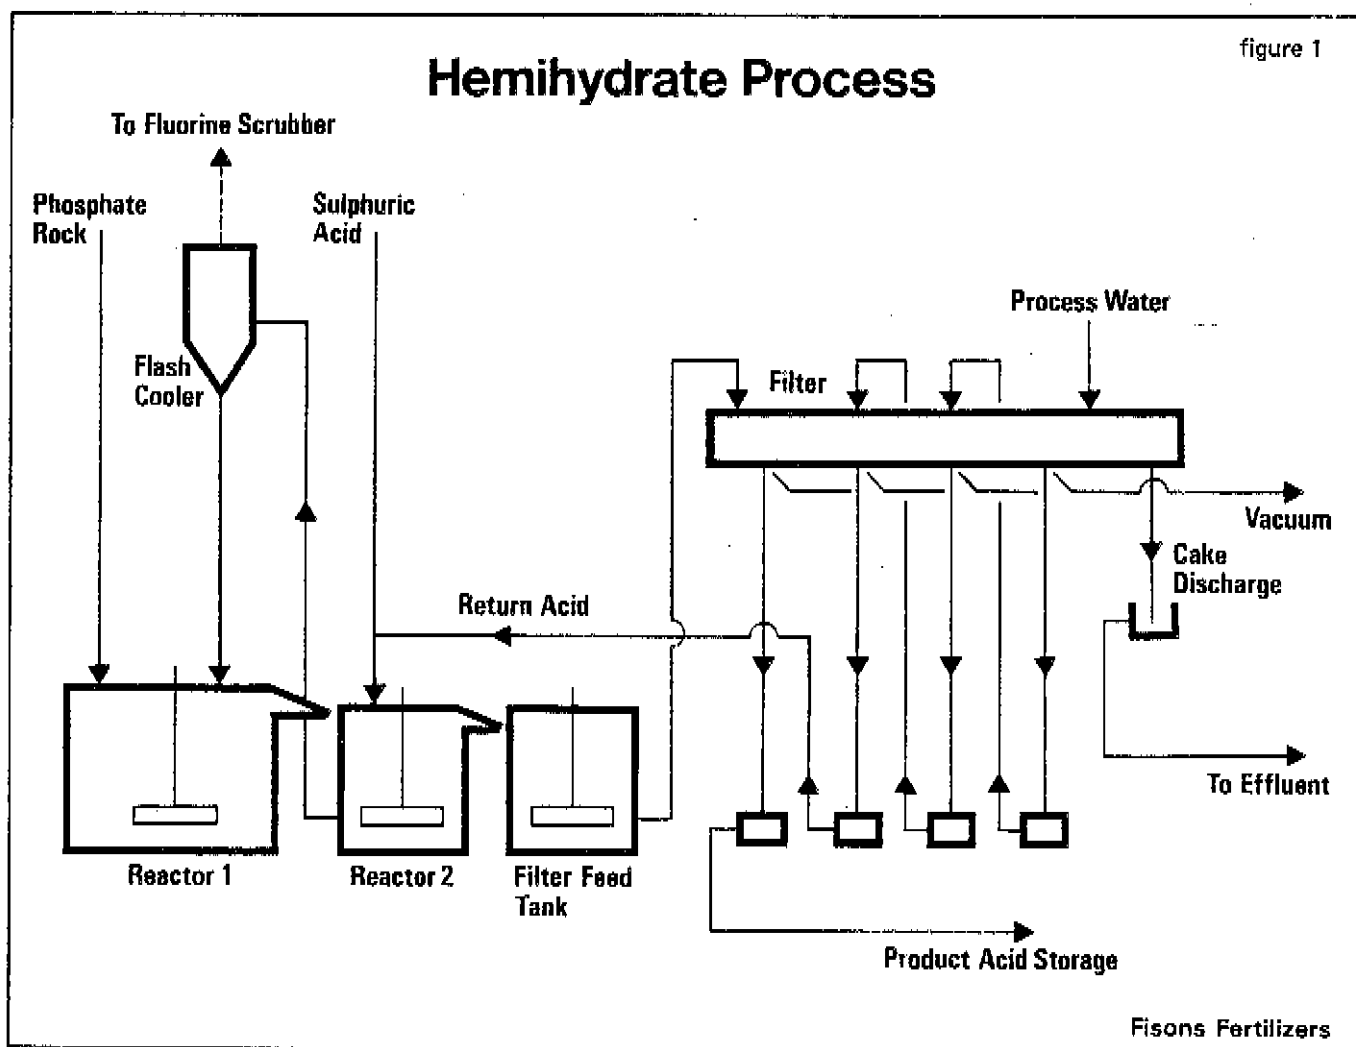 figure 1
Hemihydrate Process
To Fluorine Scrubber
Phosphate
Rock
Sulphuric
Acid
Process Water
Flash
Cooler
Filter
Vacuum
Cake
Discharge
Return Acid
To Effluent
Reactor 1
Reactor 2
Filter Feed
Tank
Product Acid Storage
Fisons Fertilizers